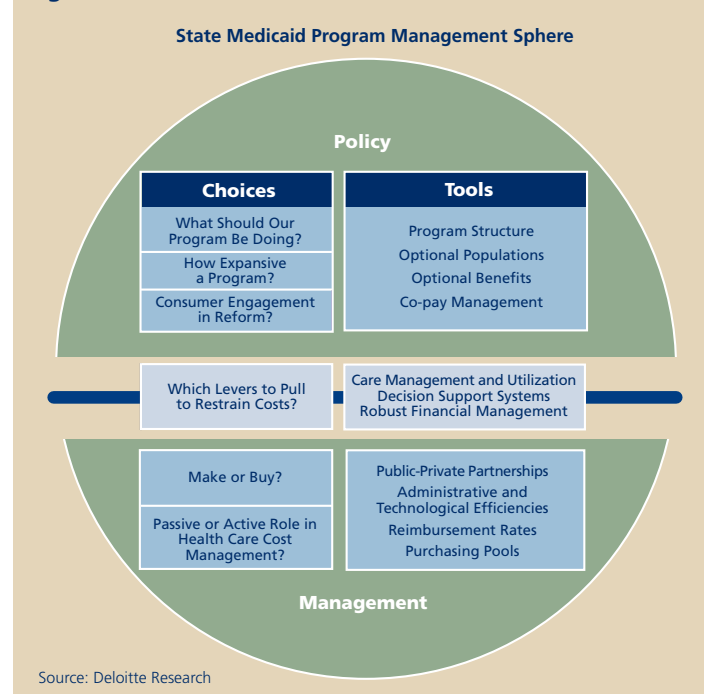 State Medicaid Program Management Sphere
Policy
Choices
What Should Our
Program Be Doing?
How Expansive
a Program?
Consumer Engagement
in Reform?
Tools
Program Structure
Optional Populations
Optional Benefits
Co-pay Management
Which Levers to Pull
to Restrain Costs?
Care Management and Utilization
Decision Support Systems
Robust Financial Management
Make or Buy?
Passive or Active Role in
Health Care Cost
Management?
Public-Private Partnerships
Administrative and
Technological Efficiencies
Reimbursement Rates
Purchasing Pools
Management
Source: Deloitte Research